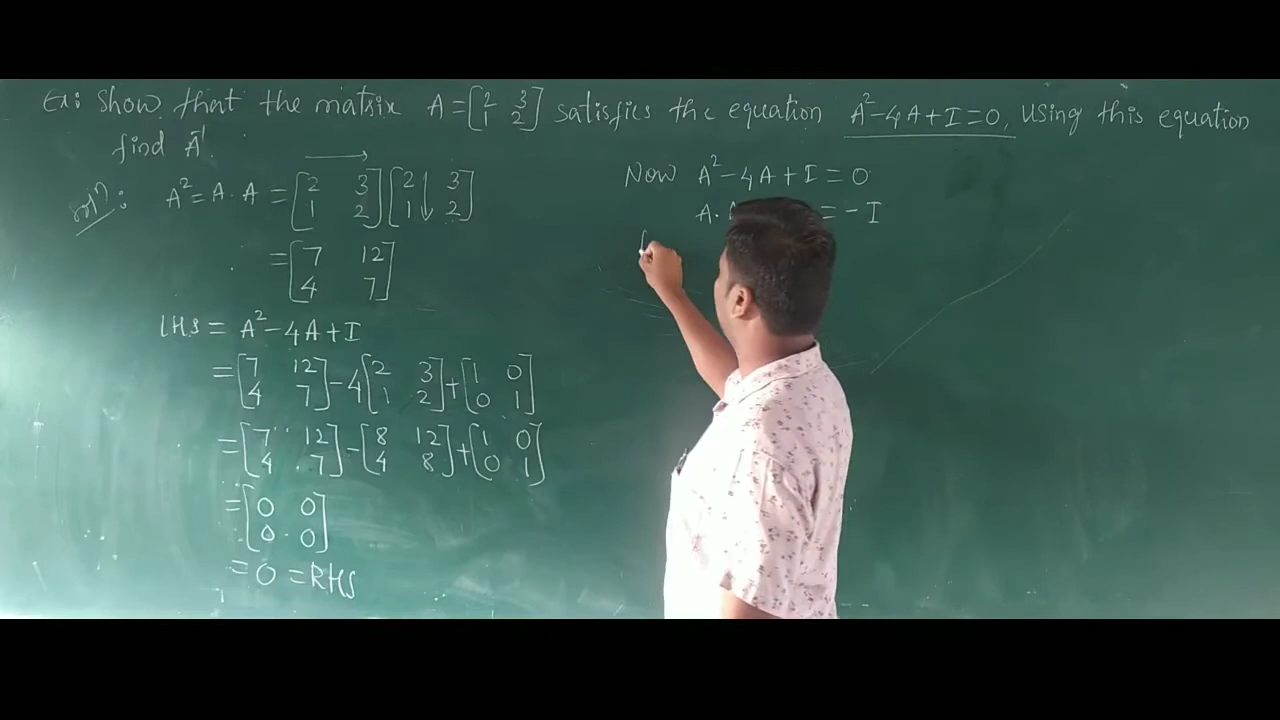 Ex: Show that the matrix A = [2 3 1 2] satisfies the equation A² - 4A + I = 0, using this equation
find A⁻¹.
Solⁿ: A² = A · A = [2 3 1 2] [2 3 1 2]
= [7 12 4 7]
LHS = A² - 4A + I
= [7 12 4 7] - 4 [2 3 1 2] + [1 0 0 1]
= [7 12 4 7] - [8 12 4 8] + [1 0 0 1]
= [0 0 0 0]
= 0 = RHS
Now A² - 4A + I = 0
A. = - I